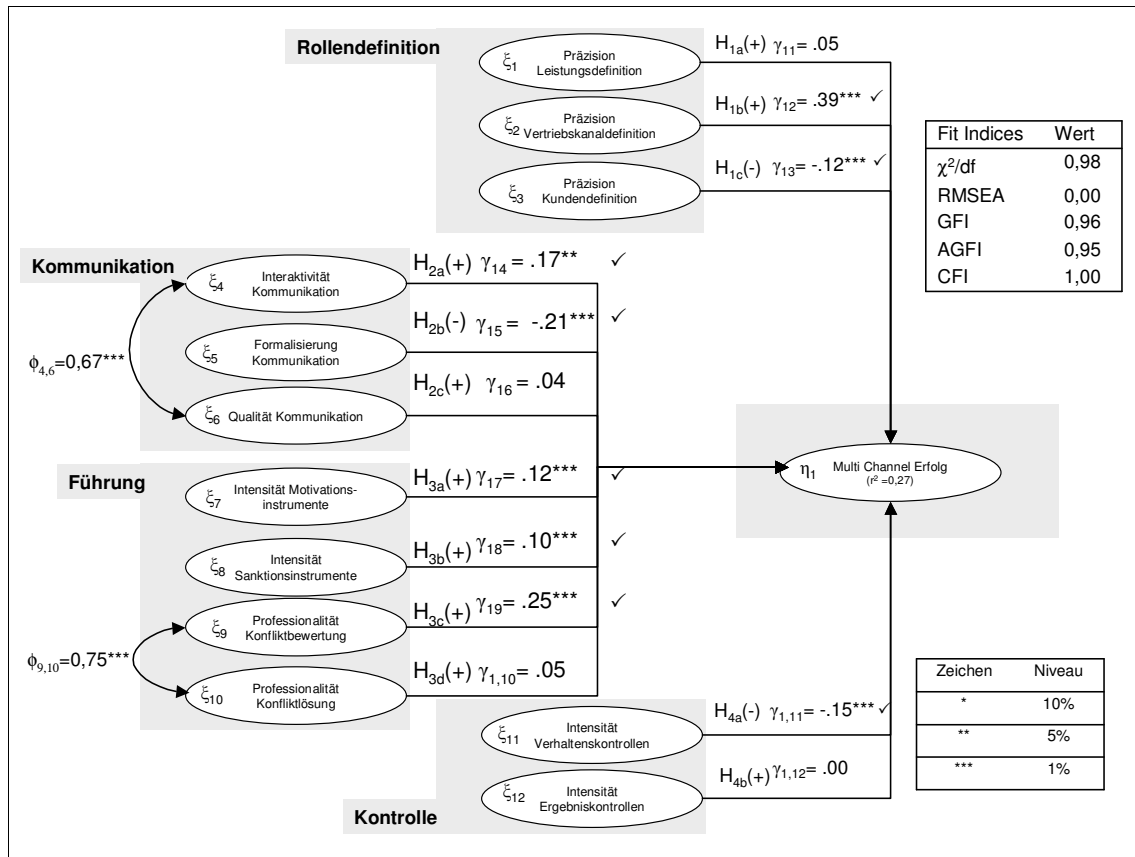 Rollendefinition
ξ1 Präzision
Leistungsdefinition
H1a(+) γ11= .05
ξ2 Präzision
Vertriebskanaldefinition
H1b(+) γ12= .39*** ✓
ξ3 Präzision
Kundendefinition
H1c(-) γ13= -.12*** ✓
Fit Indices Wert
χ²/df 0,98
RMSEA 0,00
GFI 0,96
AGFI 0,95
CFI 1,00
Kommunikation
ξ4 Interaktivität
Kommunikation
H2a(+) γ14 = .17** ✓
ξ5 Formalisierung
Kommunikation
H2b(-) γ15 = -.21*** ✓
ξ6 Qualität Kommunikation
H2c(+) γ16 = .04
ϕ4,6=0,67***
Führung
ξ7 Intensität Motivations-
instrumente
H3a(+) γ17= .12*** ✓
ξ8 Intensität
Sanktionsinstrumente
H3b(+) γ18= .10*** ✓
ξ9 Professionalität
Konfliktbewertung
H3c(+) γ19= .25*** ✓
ξ10 Professionalität
Konfliktlösung
H3d(+) γ1,10= .05
ϕ9,10=0,75***
η1 Multi Channel Erfolg
(r² =0,27)
ξ11 Intensität
Verhaltenskontrollen
H4a(-) γ1,11= -.15*** ✓
ξ12 Intensität
Ergebniskontrollen
H4b(+) γ1,12= .00
Kontrolle
Zeichen Niveau
* 10%
** 5%
*** 1%